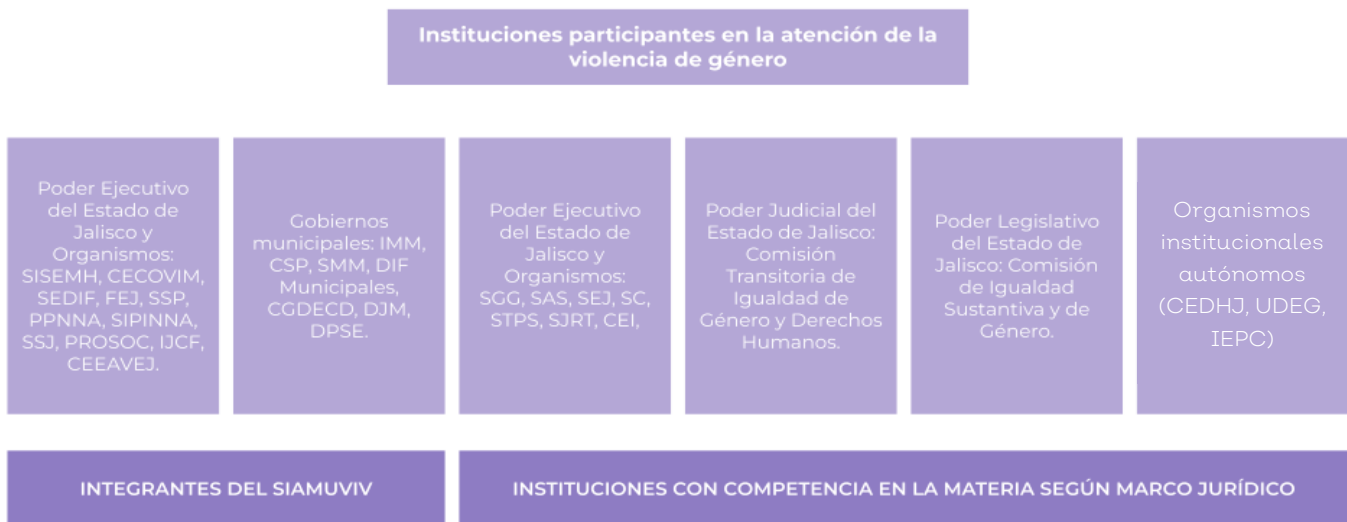 Instituciones participantes en la atención de la
violencia de género
Poder Ejecutivo
del Estado de
Jalisco y
Organismos:
SISEMH, CECOVIM,
SEDIF, FEJ, SSP,
PPNNA, SIPINNA,
SSJ, PROSOC, IJCF,
CEEAVEJ.
Gobiernos
municipales: IMM,
CSP, SMM, DIF
Municipales,
CGDECD, DJM,
DPSE.
Poder Ejecutivo
del Estado de
Jalisco y
Organismos:
SGG, SAS, SEJ, SC,
STPS, SJRT, CEI,
Poder Judicial del
Estado de Jalisco:
Comisión
Transitoria de
Igualdad de
Género y Derechos
Humanos.
Poder Legislativo
del Estado de
Jalisco: Comisión
de Igualdad
Sustantiva y de
Género.
Organismos
institucionales
autónomos
(CEDHJ, UDEG,
IEPC)
INTEGRANTES DEL SIAMUVIV
INSTITUCIONES CON COMPETENCIA EN LA MATERIA SEGÚN MARCO JURÍDICO